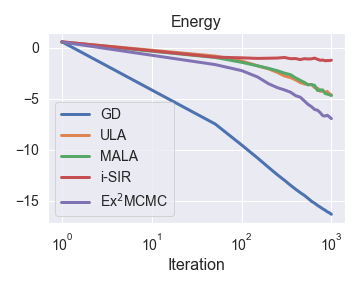 Energy
0
−5
−10
−15
GD
ULA
MALA
i-SIR
Ex²MCMC
10⁰
10¹
10²
10³
Iteration